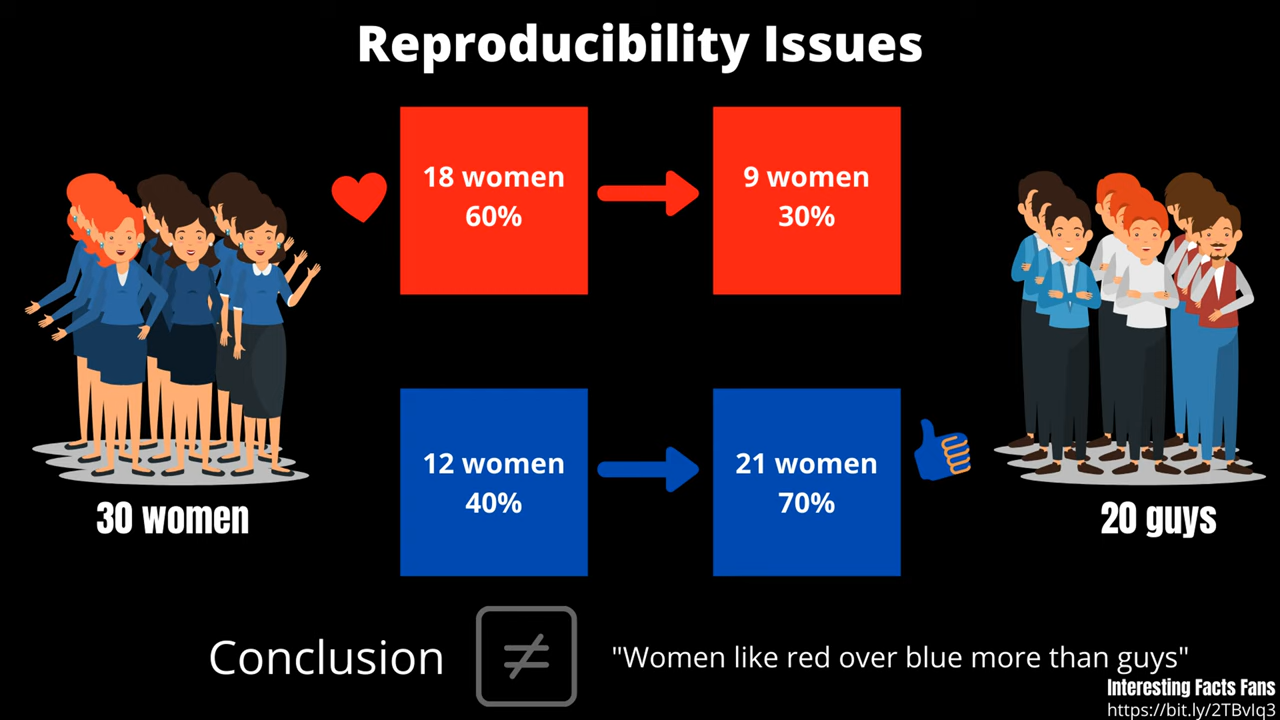 Reproducibility Issues
18 women
60%
9 women
30%
12 women
40%
21 women
70%
30 women
20 guys
Conclusion ≠ "Women like red over blue more than guys"
Interesting Facts Fans
https://bit.ly/2TBvIq3